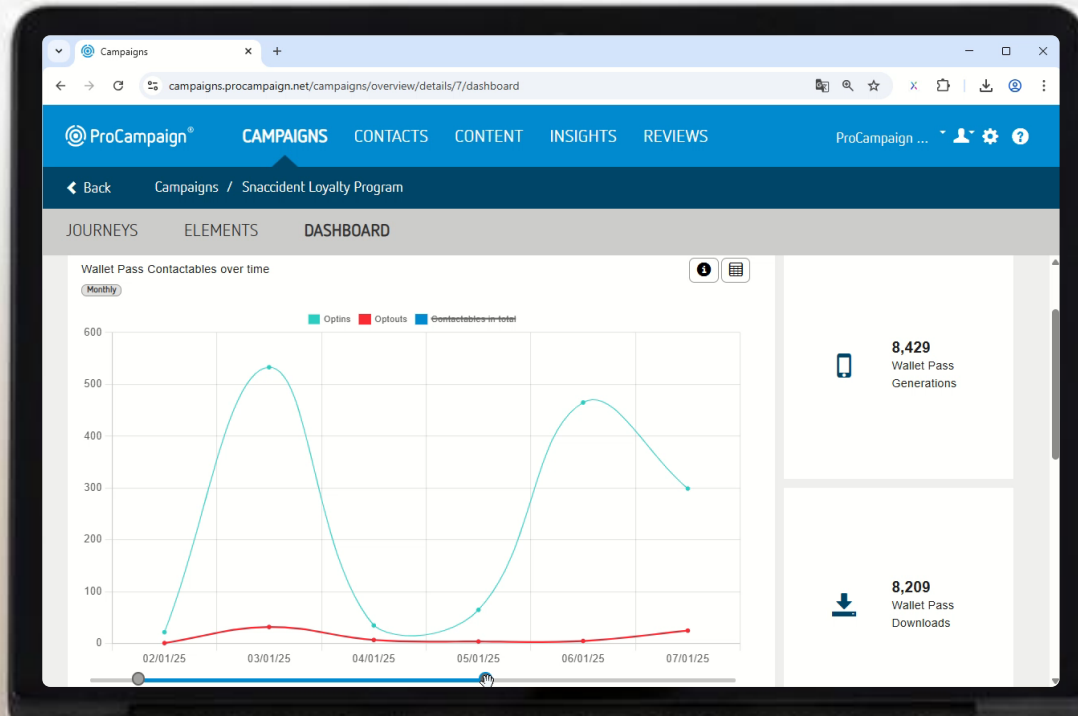 Campaigns
campaigns.procampaign.net/campaigns/overview/details/7/dashboard
ProCampaign®
CAMPAIGNS CONTACTS CONTENT INSIGHTS REVIEWS
ProCampaign ...
Back
Campaigns / Snaccident Loyalty Program
JOURNEYS ELEMENTS DASHBOARD
Wallet Pass Contactables over time
Monthly
Optins Optouts Contactables in total
600
500
400
300
200
100
0
02/01/25 03/01/25 04/01/25 05/01/25 06/01/25 07/01/25
8,429
Wallet Pass
Generations
8,209
Wallet Pass
Downloads